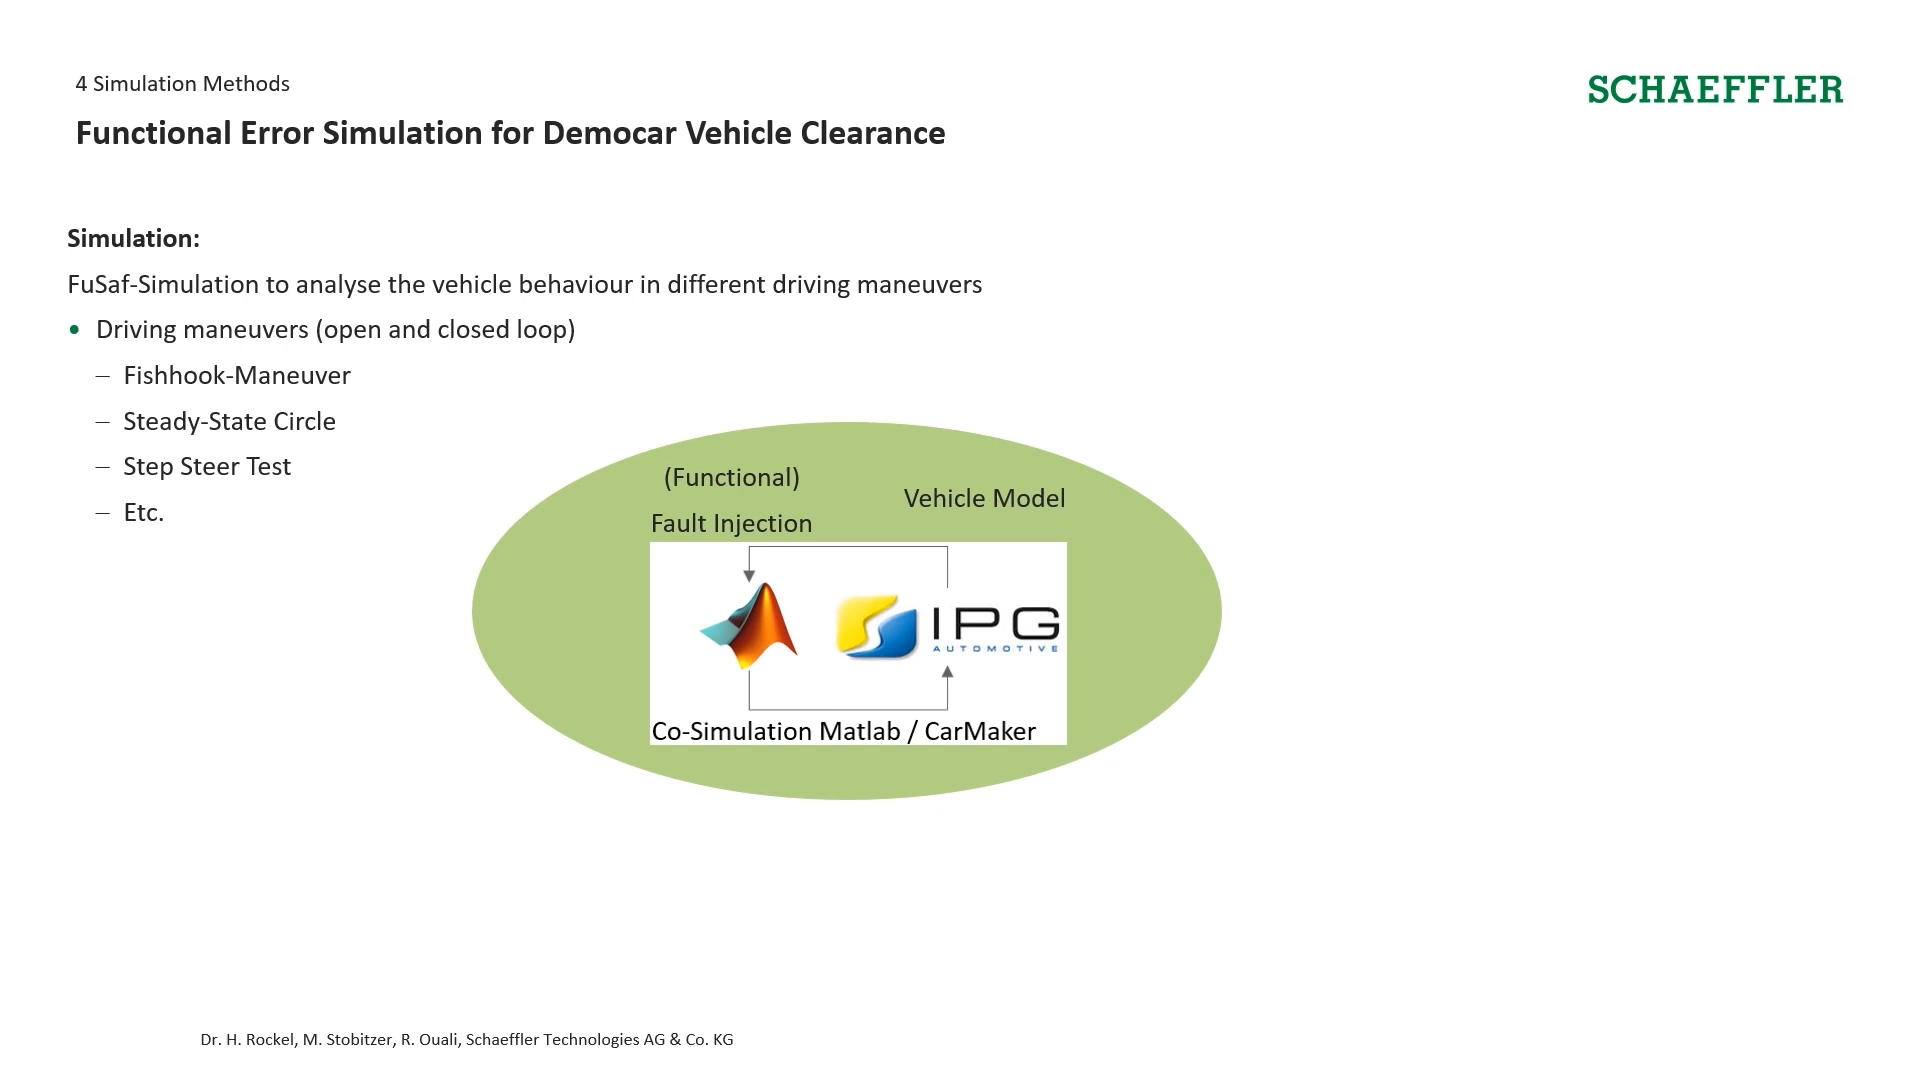 4 Simulation Methods
SCHAEFFLER
Functional Error Simulation for Democar Vehicle Clearance
Simulation:
FuSaf-Simulation to analyse the vehicle behaviour in different driving maneuvers
• Driving maneuvers (open and closed loop)
– Fishhook-Maneuver
– Steady-State Circle
– Step Steer Test
– Etc.
(Functional)
Fault Injection
Vehicle Model
IPG
AUTOMOTIVE
Co-Simulation Matlab / CarMaker
Dr. H. Rockel, M. Stobitzer, R. Ouali, Schaeffler Technologies AG & Co. KG